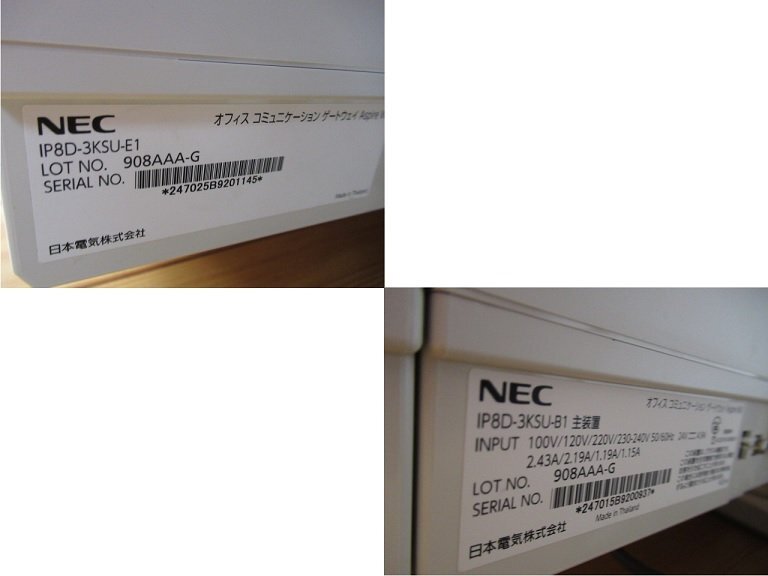 NEC
オフィス コミュニケーション ゲートウェイ Aspire
IP8D-3KSU-E1
LOT NO. 908AAA-G
SERIAL NO.
*247025B9201145*
Made in Thailand
日本電気株式会社
NEC
オフィス コミュニケーション ゲートウェイ
IP8D-3KSU-B1 主装置
INPUT 100V/120V/220V/230-240V 50/60Hz 24V
2.43A/2.19A/1.19A/1.15A
LOT NO. 908AAA-G
SERIAL NO.
*247015B9200937*
Made in Thailand
日本電気株式会社